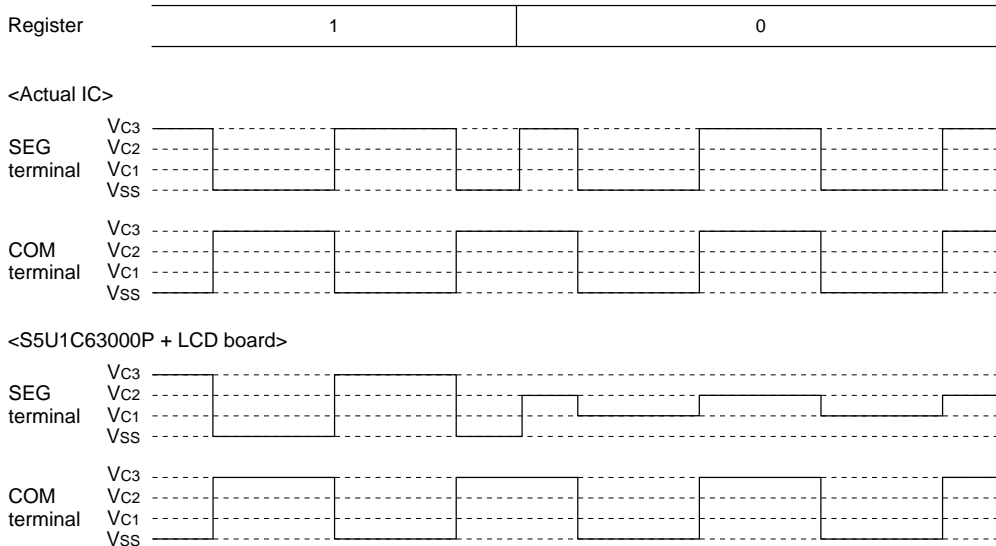 Register 1 0
<Actual IC>
SEG terminal
VC3
VC2
VC1
VSS
COM terminal
VC3
VC2
VC1
VSS
<S5U1C63000P + LCD board>
SEG terminal
VC3
VC2
VC1
VSS
COM terminal
VC3
VC2
VC1
VSS